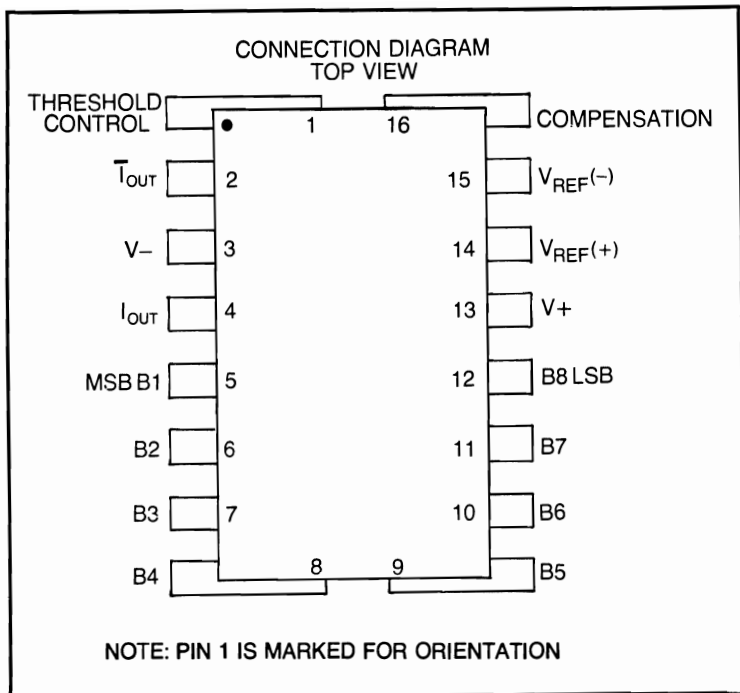 CONNECTION DIAGRAM
TOP VIEW
THRESHOLD
CONTROL
1
16
COMPENSATION
I̅OUT
2
15
VREF(−)
V−
3
14
VREF(+)
IOUT
4
13
V+
MSB B1
5
12
B8 LSB
B2
6
11
B7
B3
7
10
B6
B4
8
9
B5
NOTE: PIN 1 IS MARKED FOR ORIENTATION